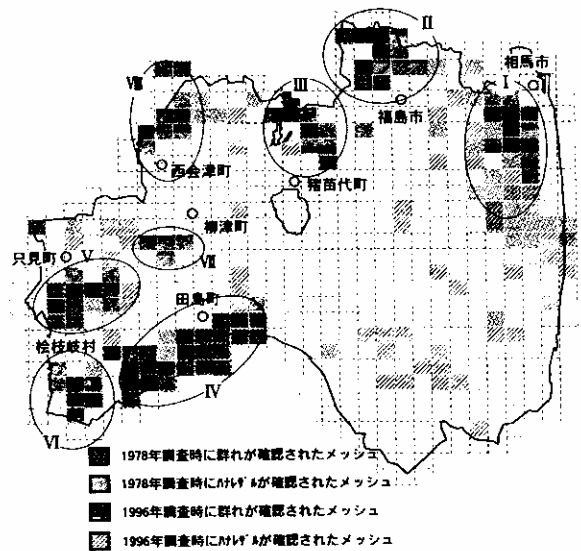 II
相馬市
I
VIII
III
福島市
西会津町
猪苗代町
柳津町
只見町
V
VII
田島町
桧枝岐村
IV
VI
1978年調査時に群れが確認されたメッシュ
1978年調査時にハナレザルが確認されたメッシュ
1996年調査時に群れが確認されたメッシュ
1996年調査時にハナレザルが確認されたメッシュ